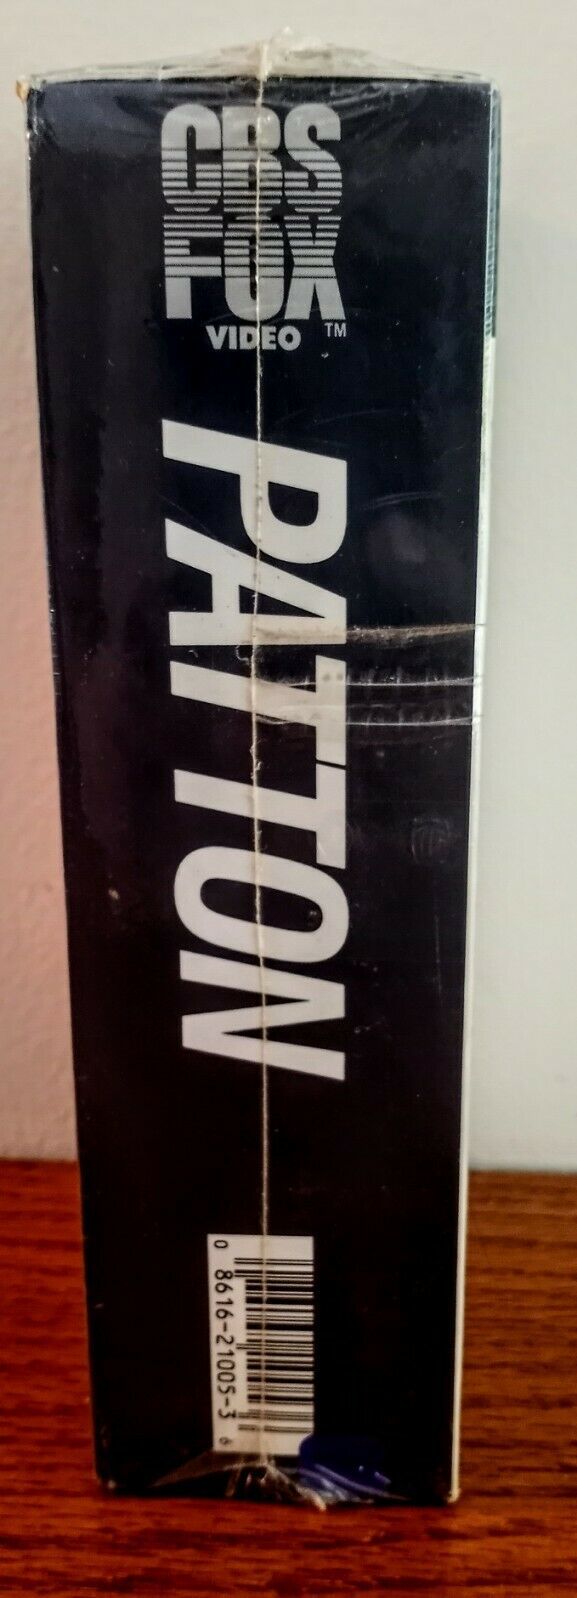 CBS
FOX
VIDEO ™
PATTON
0 8616-21005-3 6